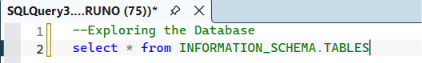 SQLQuery3....RUNO (75))*
1 --Exploring the Database
2 select * from INFORMATION_SCHEMA.TABLES